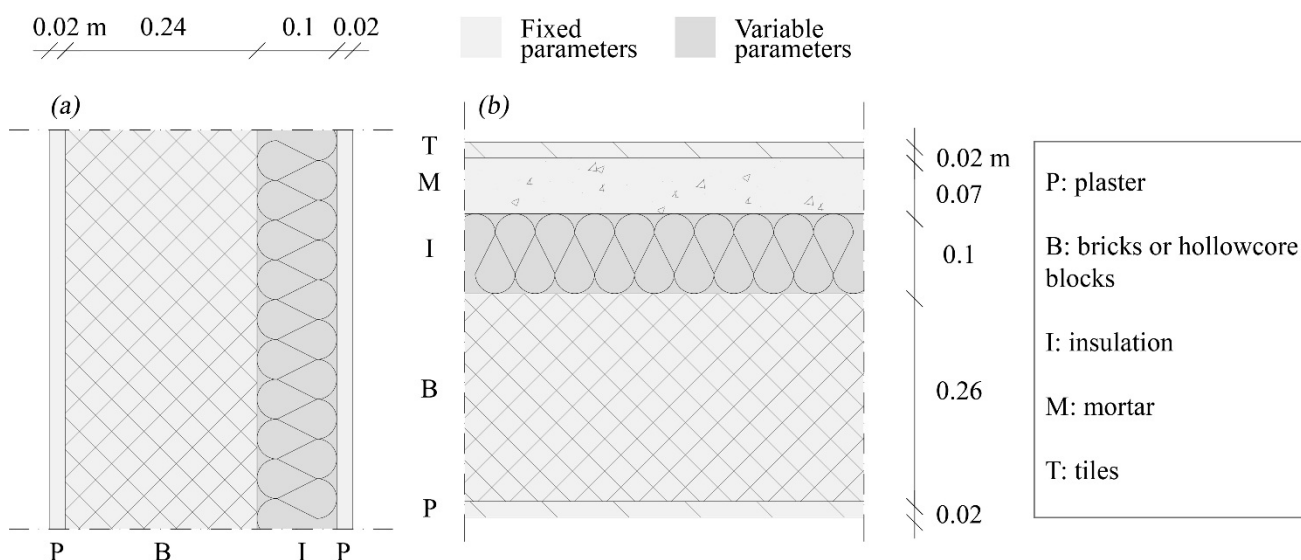 0.02 m 0.24 0.1 0.02
Fixed
parameters
Variable
parameters
(a)
P B I P
(b)
T
M
I
B
P
0.02 m
0.07
0.1
0.26
0.02
P: plaster
B: bricks or hollowcore
blocks
I: insulation
M: mortar
T: tiles